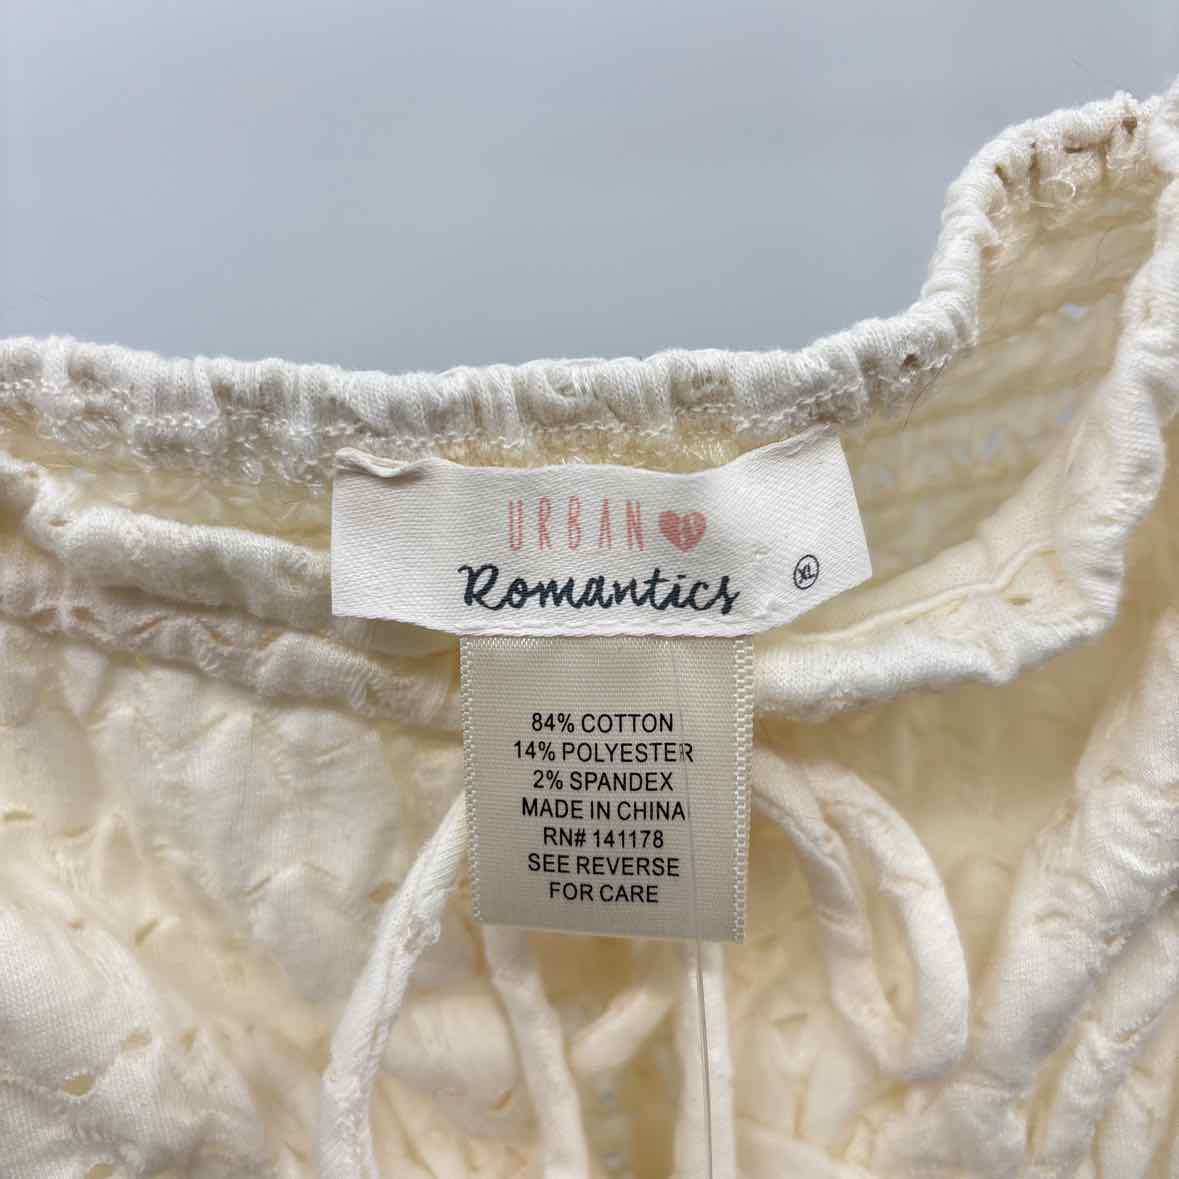 URBAN
Romantics
XL
84% COTTON
14% POLYESTER
2% SPANDEX
MADE IN CHINA
RN# 141178
SEE REVERSE
FOR CARE